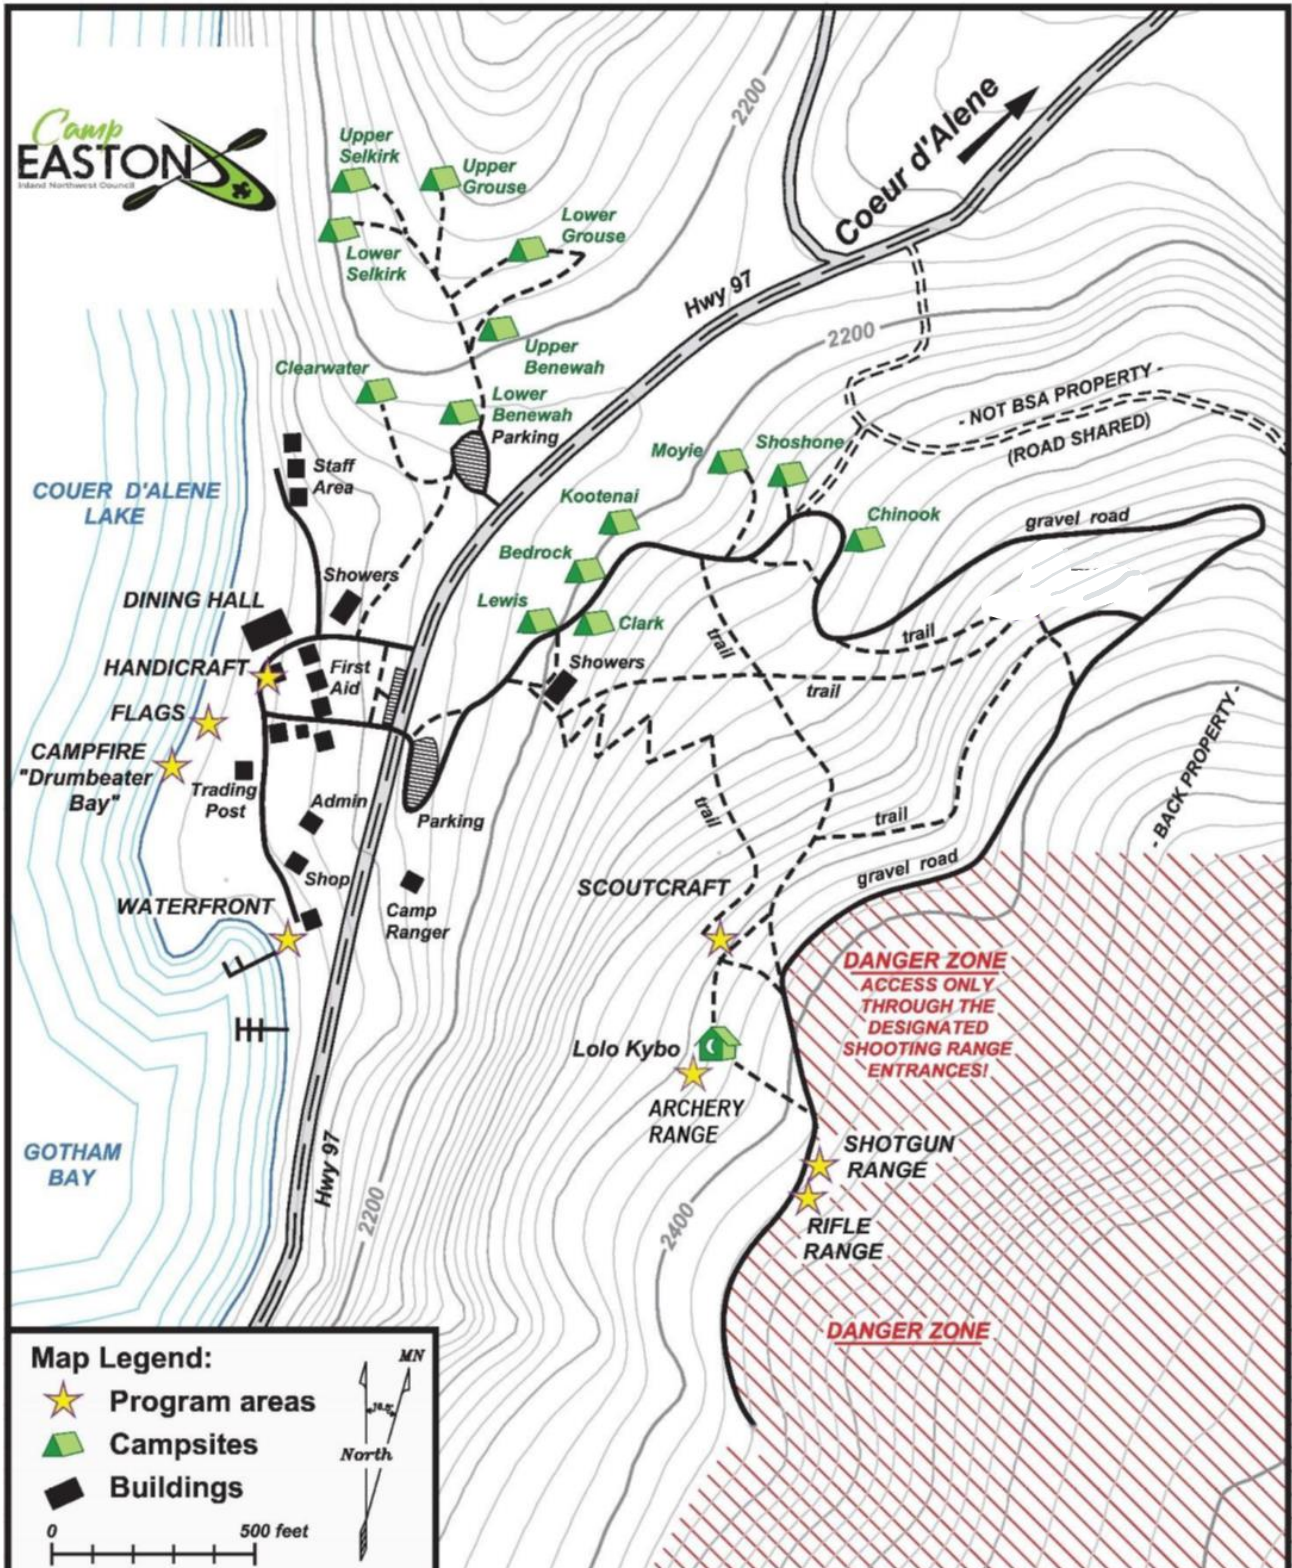 Camp
EASTON
Inland Northwest Council
2200
Coeur d'Alene
Upper
Selkirk
Upper
Grouse
Lower
Grouse
Lower
Selkirk
Hwy 97
2200
Upper
Benewah
Clearwater
Lower
Benewah
Parking
- NOT BSA PROPERTY -
(ROAD SHARED)
Moyie
Shoshone
Staff
Area
COUER D'ALENE
LAKE
Kootenai
Chinook
gravel road
Bedrock
Showers
DINING HALL
Lewis
Clark
trail
trail
HANDICRAFT
First
Aid
Showers
trail
FLAGS
CAMPFIRE
"Drumbeater
Bay"
Trading
Post
Admin
Parking
trail
trail
- BACK PROPERTY -
gravel road
Shop
SCOUTCRAFT
WATERFRONT
Camp
Ranger
DANGER ZONE
ACCESS ONLY
THROUGH THE
DESIGNATED
SHOOTING RANGE
ENTRANCES!
Lolo Kybo
ARCHERY
RANGE
GOTHAM
BAY
Hwy 97
2200
2400
SHOTGUN
RANGE
RIFLE
RANGE
DANGER ZONE
Map Legend:
Program areas
Campsites
Buildings
0 500 feet
MN
North